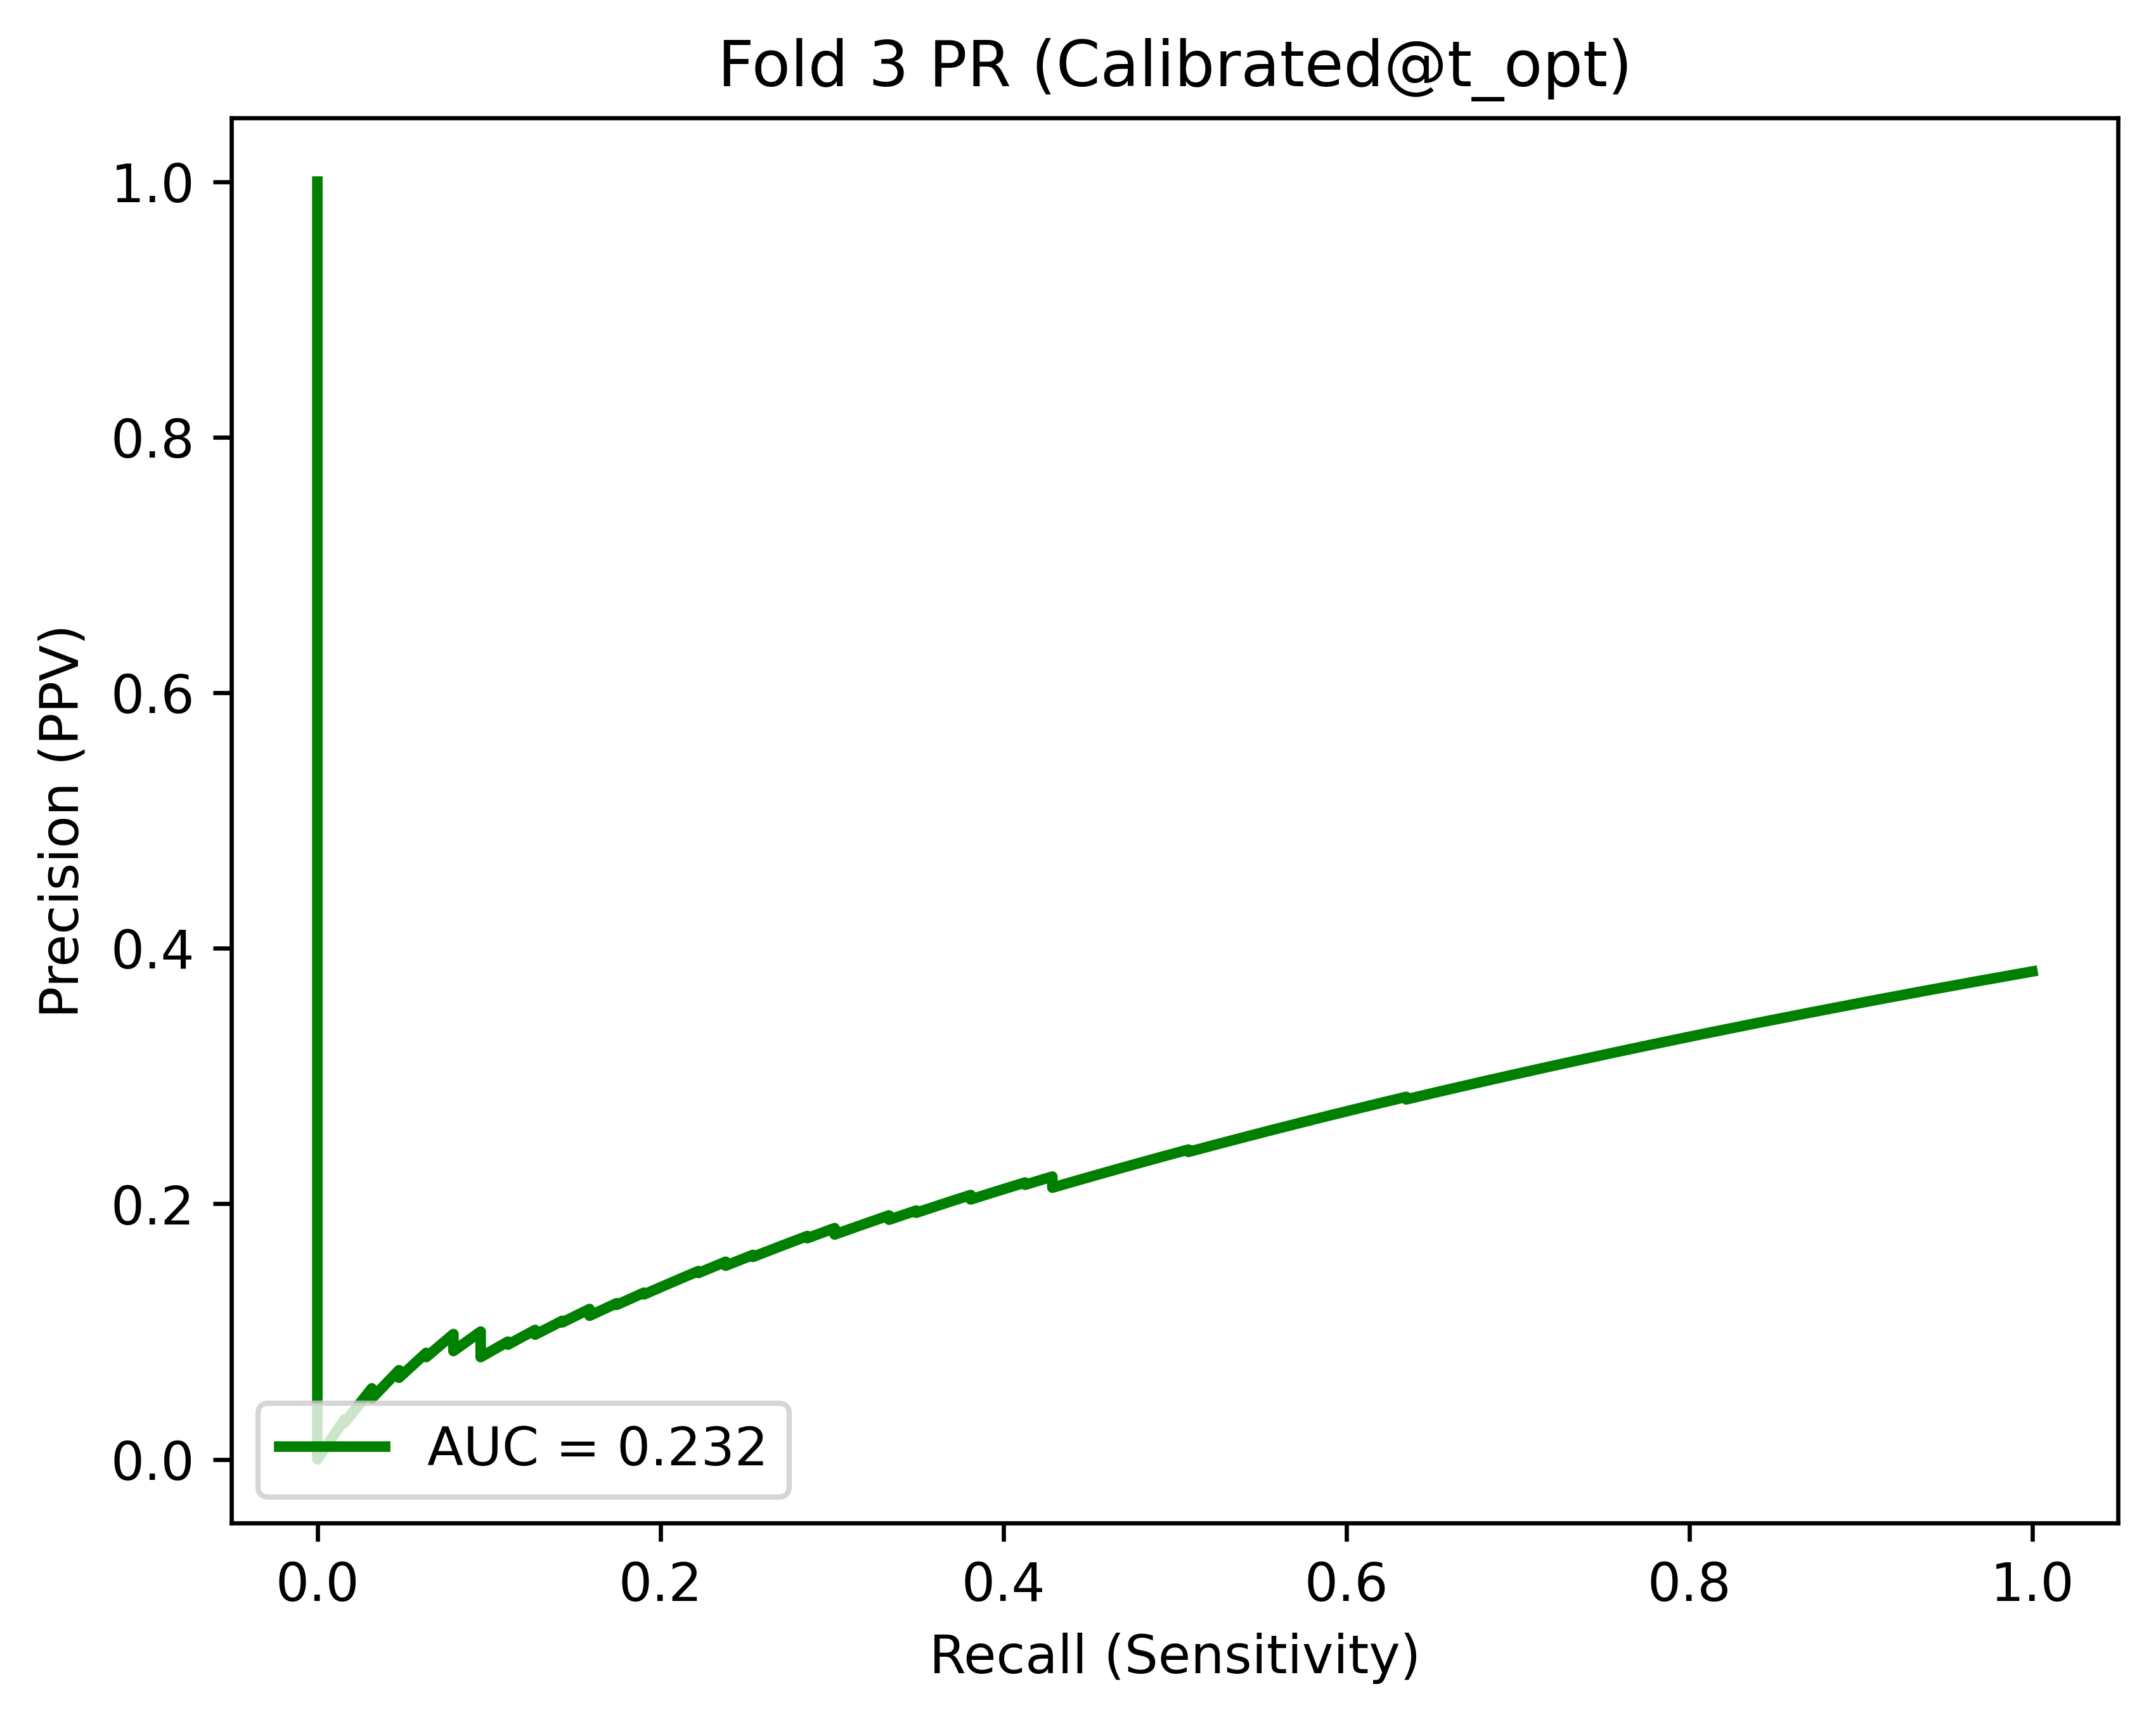 Fold 3 PR (Calibrated@t_opt)
1.0
0.8
0.6
0.4
0.2
0.0
Precision (PPV)
AUC = 0.232
0.0 0.2 0.4 0.6 0.8 1.0
Recall (Sensitivity)